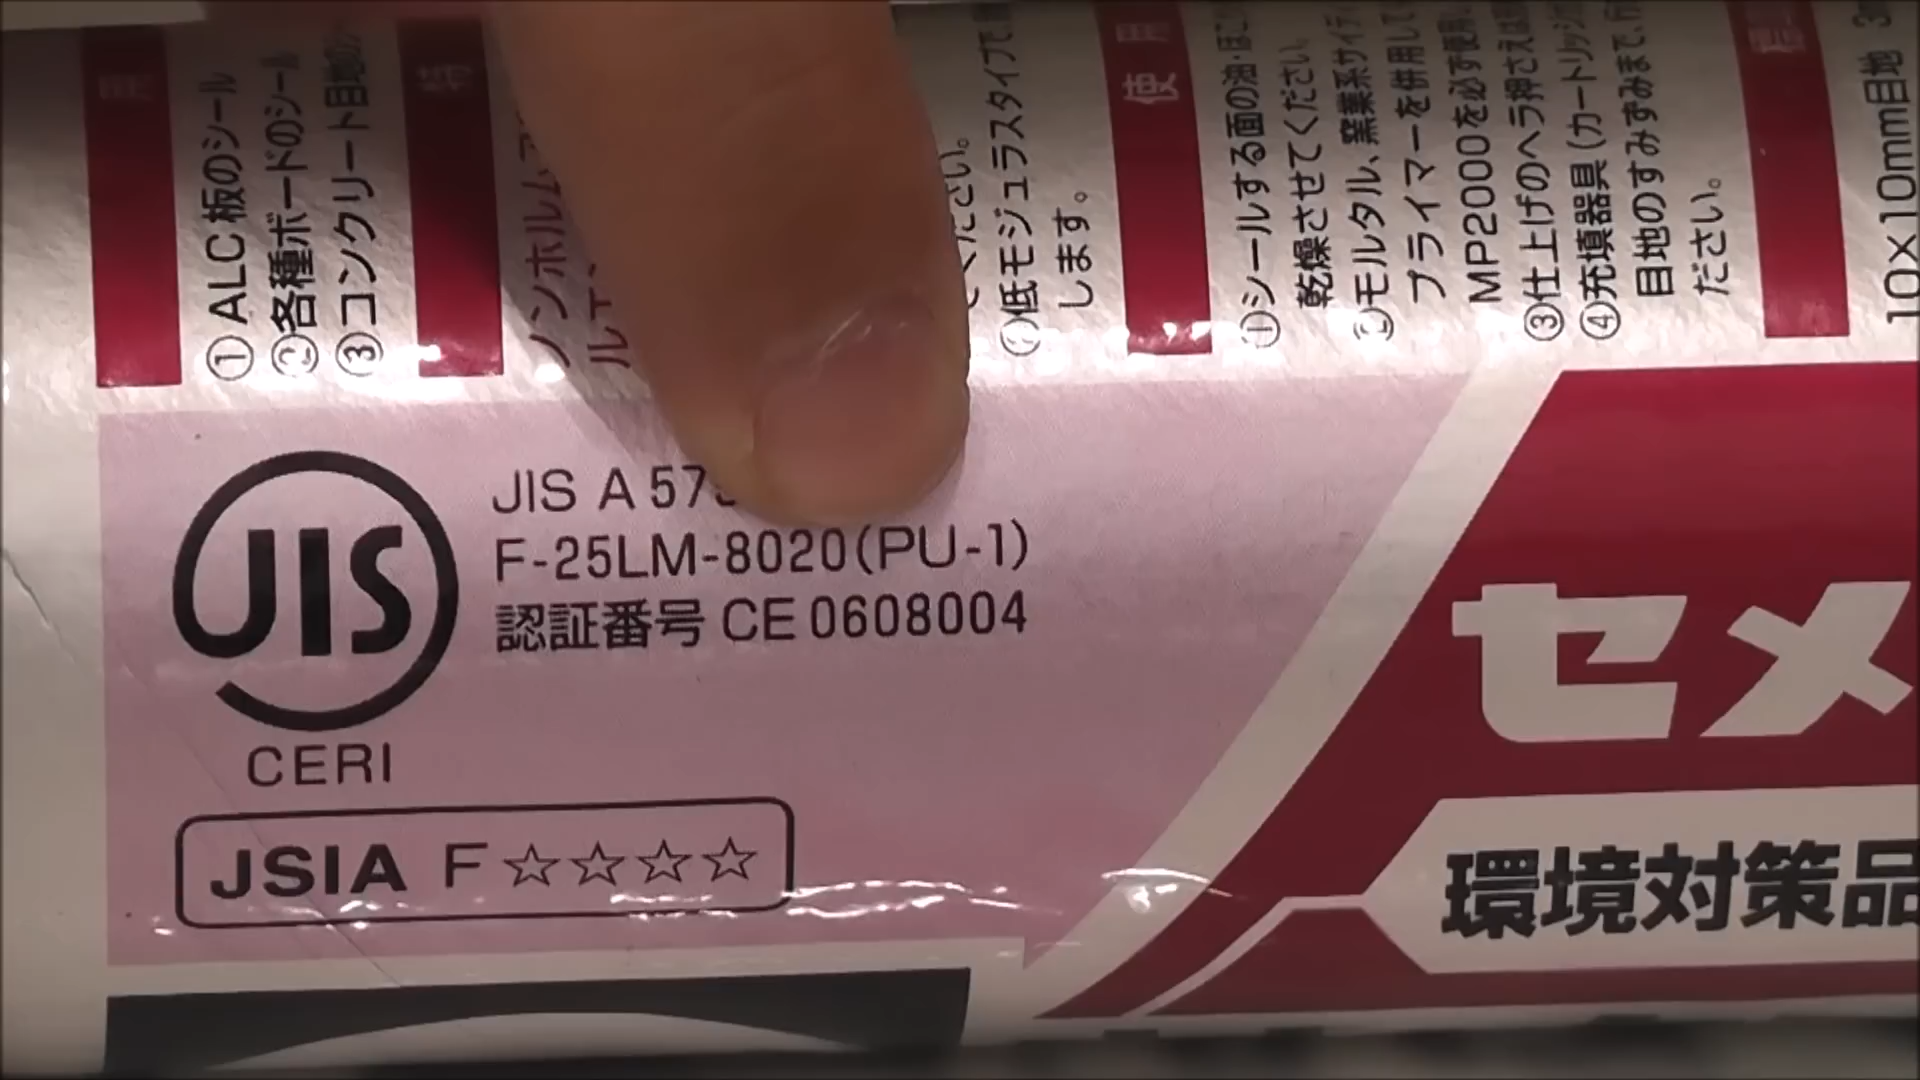 用
① ALC板のシール
②各種ボードのシール
③コンクリート目地の
特
ノンホルム
ください。
低モジュラスタイプで
します。
使用
①シールする面の油・ほこ
乾燥させてください。
②モルタル、窯業系サイディ
プライマーを併用して
MP2000を必ず使用
③仕上げのヘラ押さえは
④充填器具(カートリッジ
目地のすみずみまで、
ださい。
10×10mm目地
JIS A 57
F-25LM-8020(PU-1)
認証番号 CE 0608004
JIS
CERI
JSIA F☆☆☆☆
セメ
環境対策品